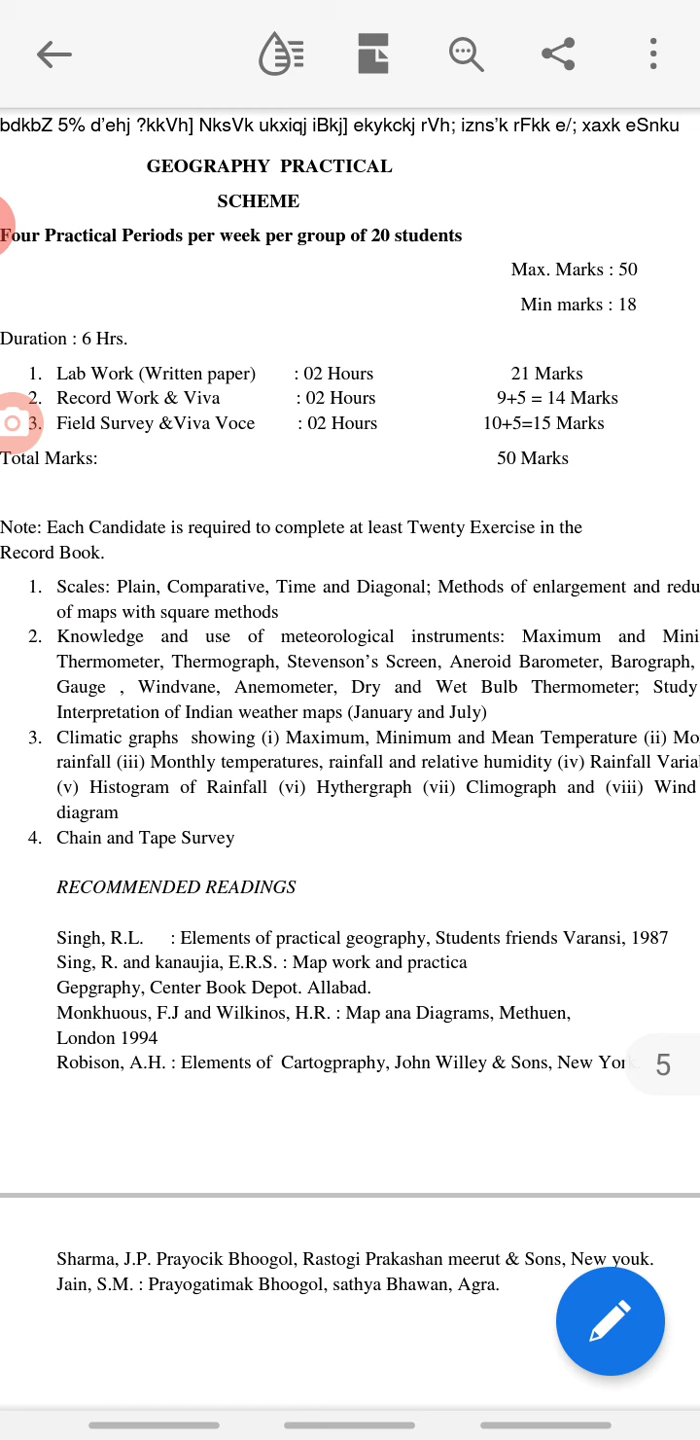 bdkbZ 5% d'ehj ?kkVh] NksVk ukxiqj iBkj] ekykckj rVh; izns'k rFkk e/; xaxk eSnku
GEOGRAPHY PRACTICAL
SCHEME
Four Practical Periods per week per group of 20 students
Max. Marks : 50
Min marks : 18
Duration : 6 Hrs.
1. Lab Work (Written paper) : 02 Hours 21 Marks
2. Record Work & Viva : 02 Hours 9+5 = 14 Marks
3. Field Survey &Viva Voce : 02 Hours 10+5=15 Marks
Total Marks: 50 Marks
Note: Each Candidate is required to complete at least Twenty Exercise in the
Record Book.
1. Scales: Plain, Comparative, Time and Diagonal; Methods of enlargement and redu
of maps with square methods
2. Knowledge and use of meteorological instruments: Maximum and Mini
Thermometer, Thermograph, Stevenson's Screen, Aneroid Barometer, Barograph,
Gauge , Windvane, Anemometer, Dry and Wet Bulb Thermometer; Study
Interpretation of Indian weather maps (January and July)
3. Climatic graphs showing (i) Maximum, Minimum and Mean Temperature (ii) Mo
rainfall (iii) Monthly temperatures, rainfall and relative humidity (iv) Rainfall Varia
(v) Histogram of Rainfall (vi) Hythergraph (vii) Climograph and (viii) Wind
diagram
4. Chain and Tape Survey
RECOMMENDED READINGS
Singh, R.L. : Elements of practical geography, Students friends Varansi, 1987
Sing, R. and kanaujia, E.R.S. : Map work and practica
Gepgraphy, Center Book Depot. Allabad.
Monkhuous, F.J and Wilkinos, H.R. : Map ana Diagrams, Methuen,
London 1994
Robison, A.H. : Elements of Cartogpraphy, John Willey & Sons, New York
5
Sharma, J.P. Prayocik Bhoogol, Rastogi Prakashan meerut & Sons, New youk.
Jain, S.M. : Prayogatimak Bhoogol, sathya Bhawan, Agra.